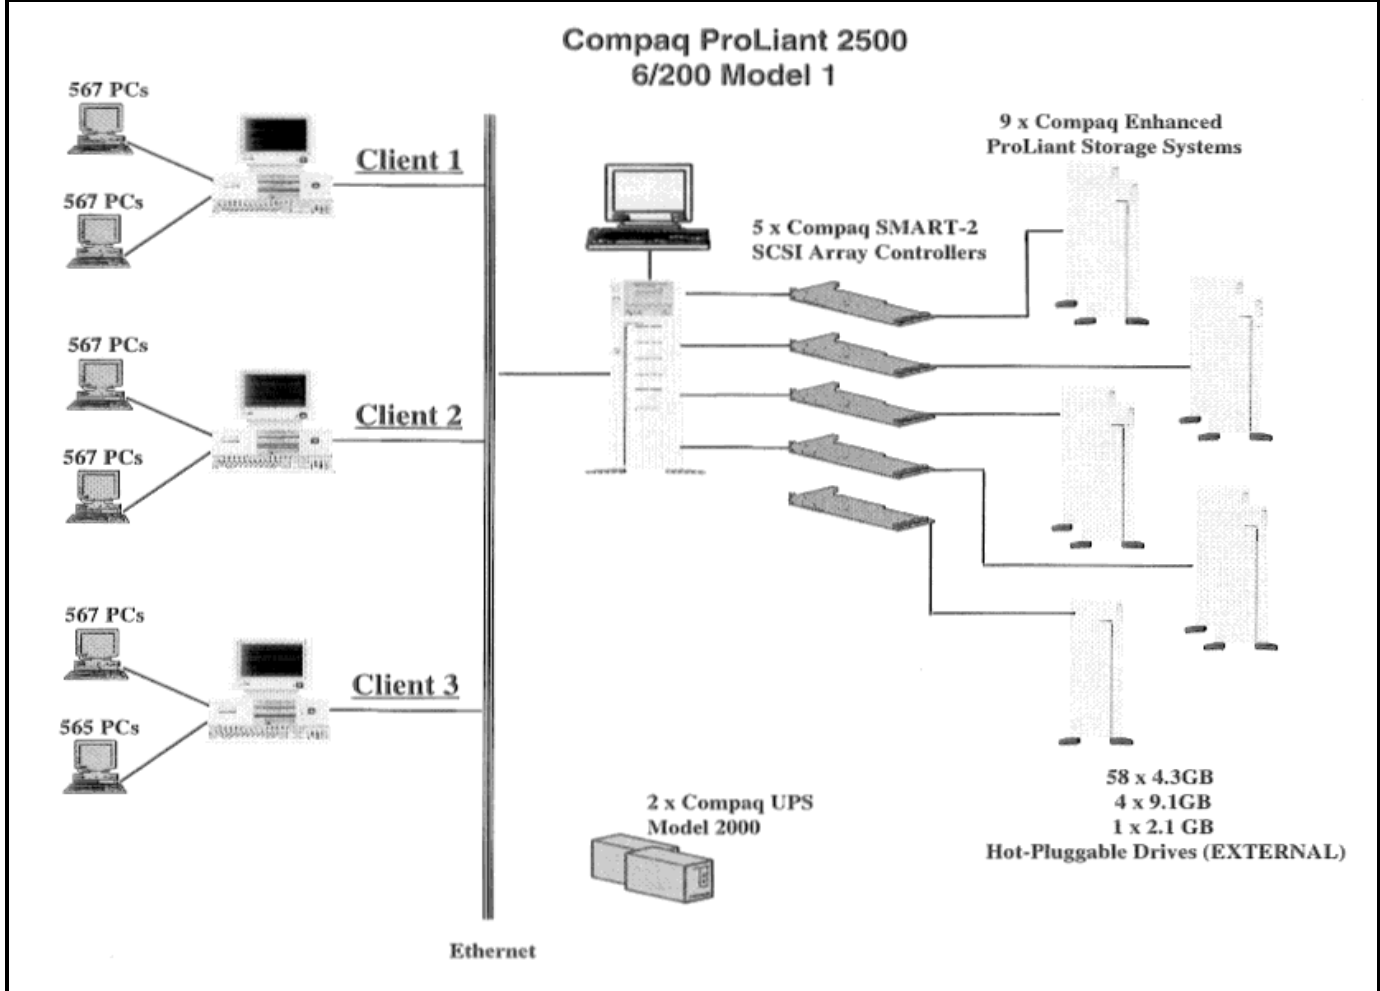 Compaq ProLiant 2500
6/200 Model 1
567 PCs
567 PCs
Client 1
567 PCs
567 PCs
Client 2
567 PCs
565 PCs
Client 3
Ethernet
5 x Compaq SMART-2
SCSI Array Controllers
9 x Compaq Enhanced
ProLiant Storage Systems
58 x 4.3GB
4 x 9.1GB
1 x 2.1 GB
Hot-Pluggable Drives (EXTERNAL)
2 x Compaq UPS
Model 2000